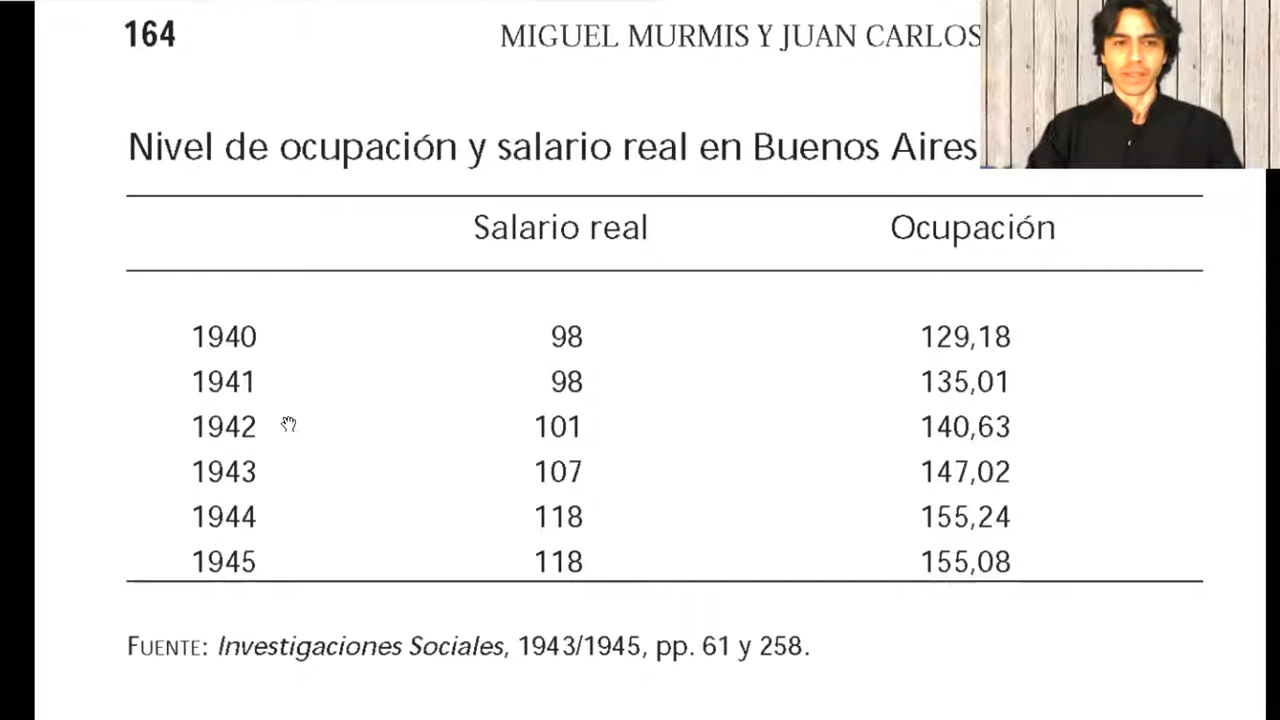 164 MIGUEL MURMIS Y JUAN CARLOS
Nivel de ocupación y salario real en Buenos Aires
Salario real Ocupación
1940 98 129,18
1941 98 135,01
1942 101 140,63
1943 107 147,02
1944 118 155,24
1945 118 155,08
FUENTE: Investigaciones Sociales, 1943/1945, pp. 61 y 258.